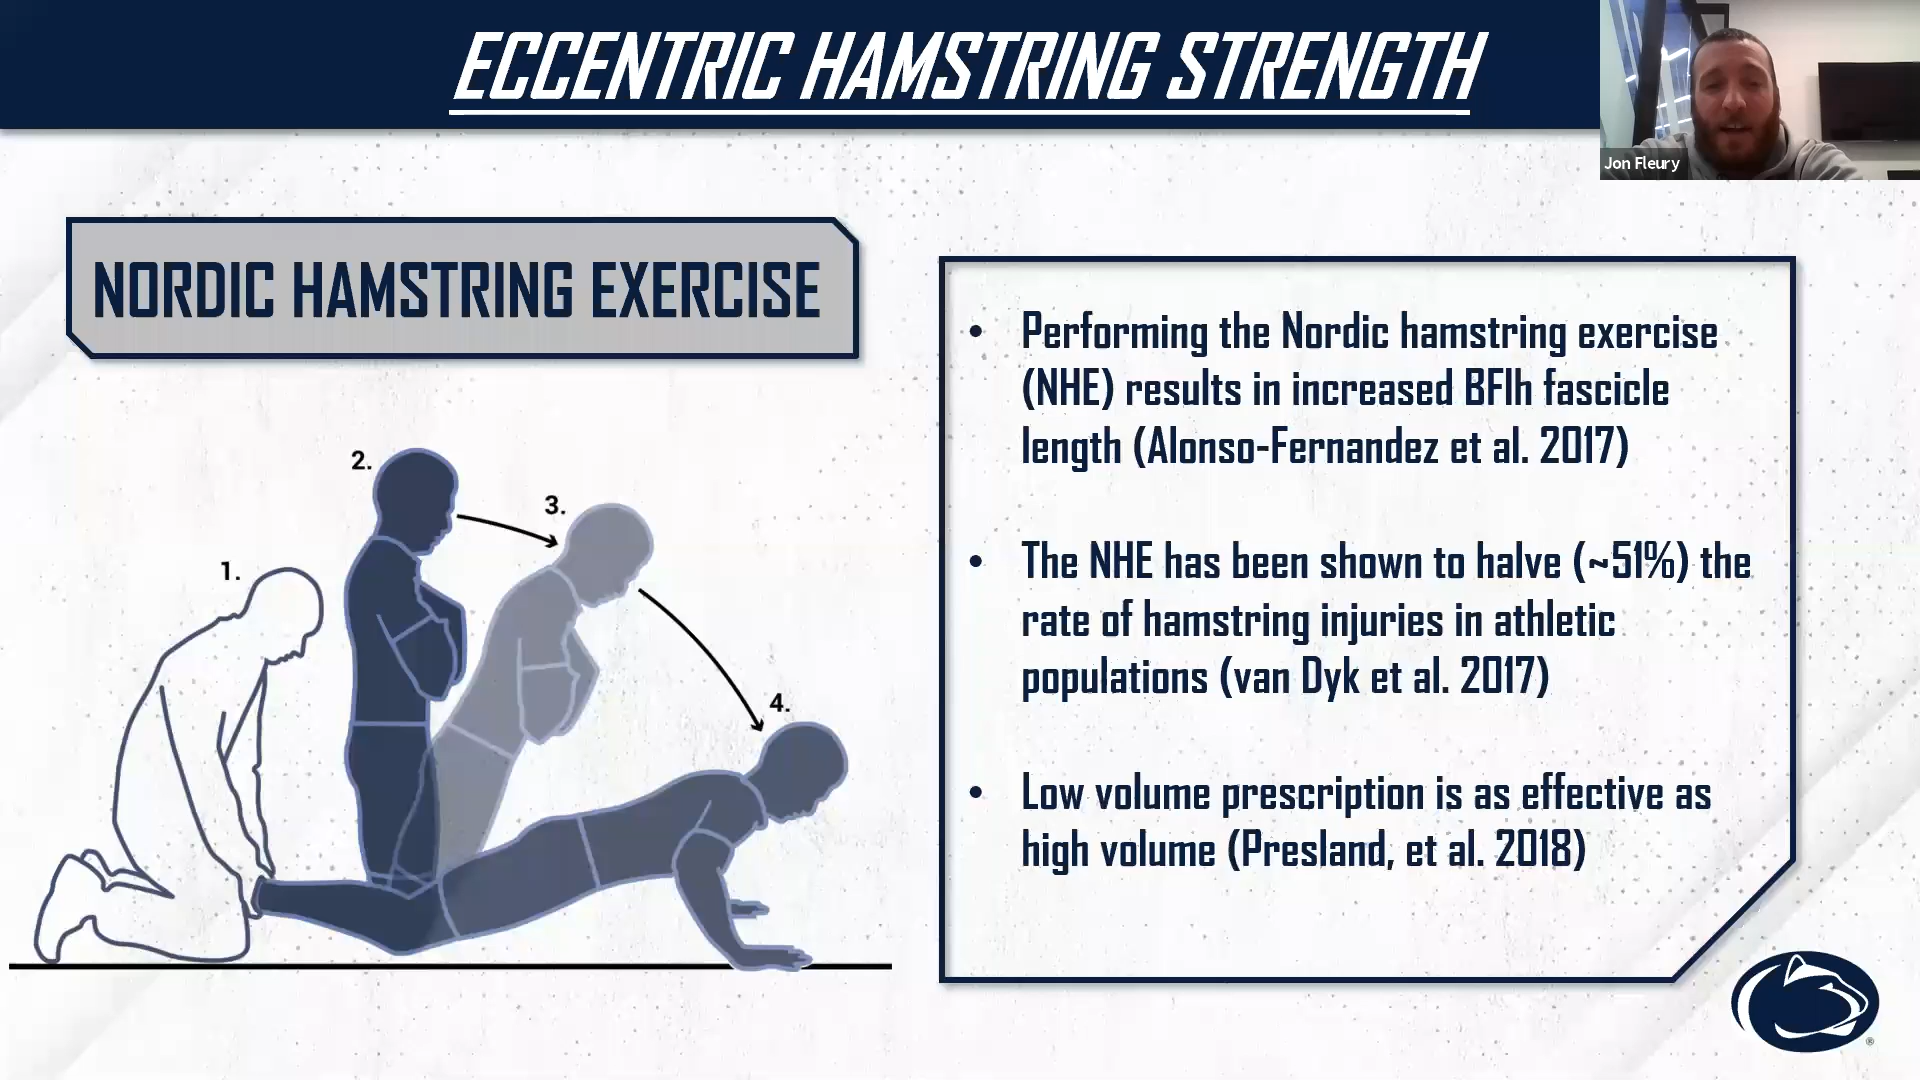 ECCENTRIC HAMSTRING STRENGTH
Jon Fleury
NORDIC HAMSTRING EXERCISE
1.
2.
3.
4.
• Performing the Nordic hamstring exercise
(NHE) results in increased BFlh fascicle
length (Alonso-Fernandez et al. 2017)
• The NHE has been shown to halve (~51%) the
rate of hamstring injuries in athletic
populations (van Dyk et al. 2017)
• Low volume prescription is as effective as
high volume (Presland, et al. 2018)
®